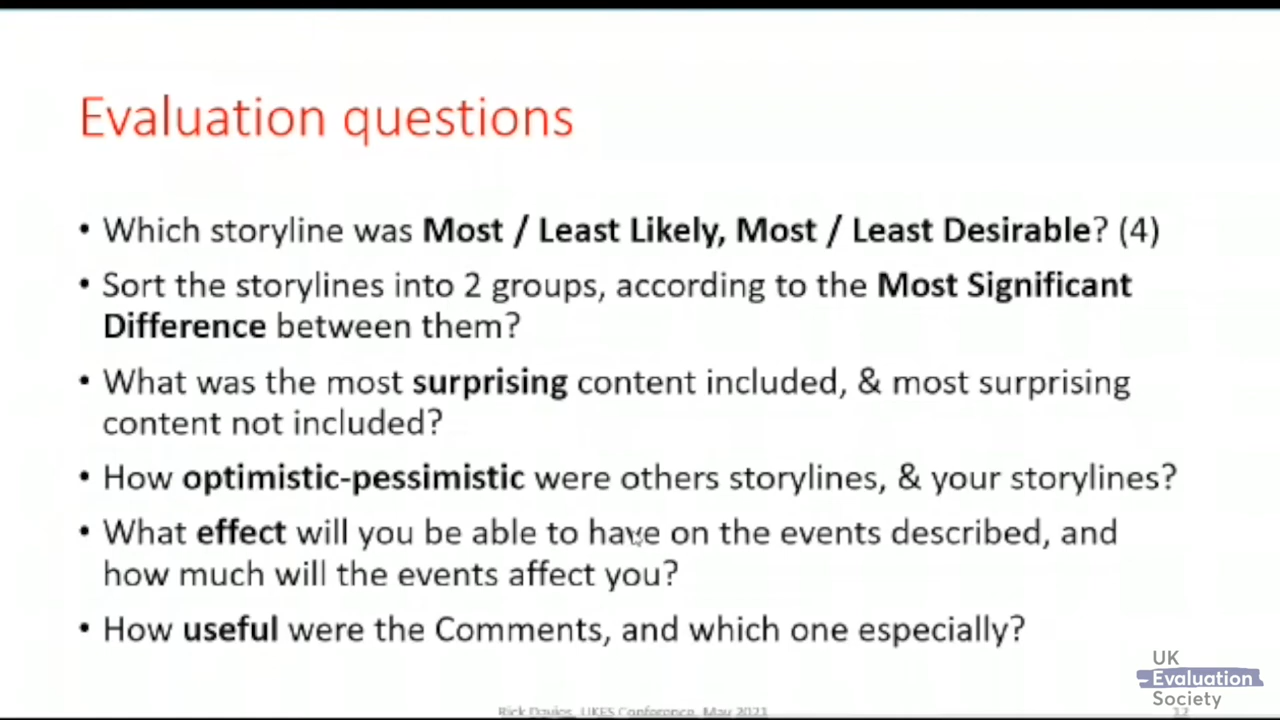 Evaluation questions
• Which storyline was Most / Least Likely, Most / Least Desirable? (4)
• Sort the storylines into 2 groups, according to the Most Significant
Difference between them?
• What was the most surprising content included, & most surprising
content not included?
• How optimistic-pessimistic were others storylines, & your storylines?
• What effect will you be able to have on the events described, and
how much will the events affect you?
• How useful were the Comments, and which one especially?
UK
Evaluation
Society
Rick Davies, UKES Conference, May 2021
12